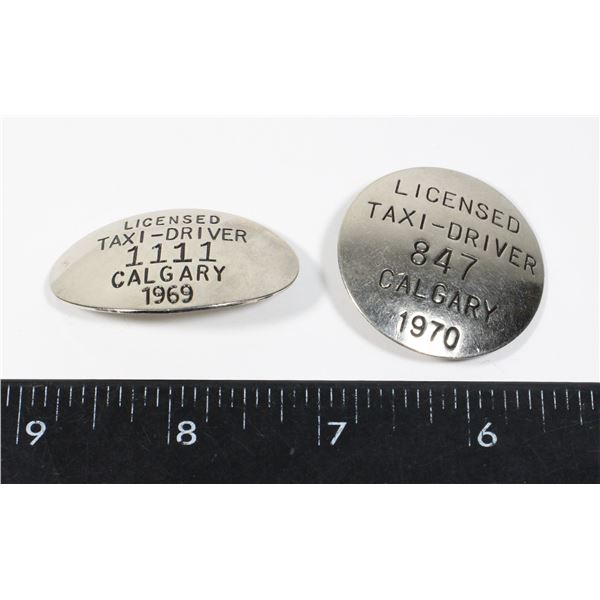 LICENSED
TAXI-DRIVER
1111
CALGARY
1969
LICENSED
TAXI-DRIVER
847
CALGARY
1970
9 8 7 6